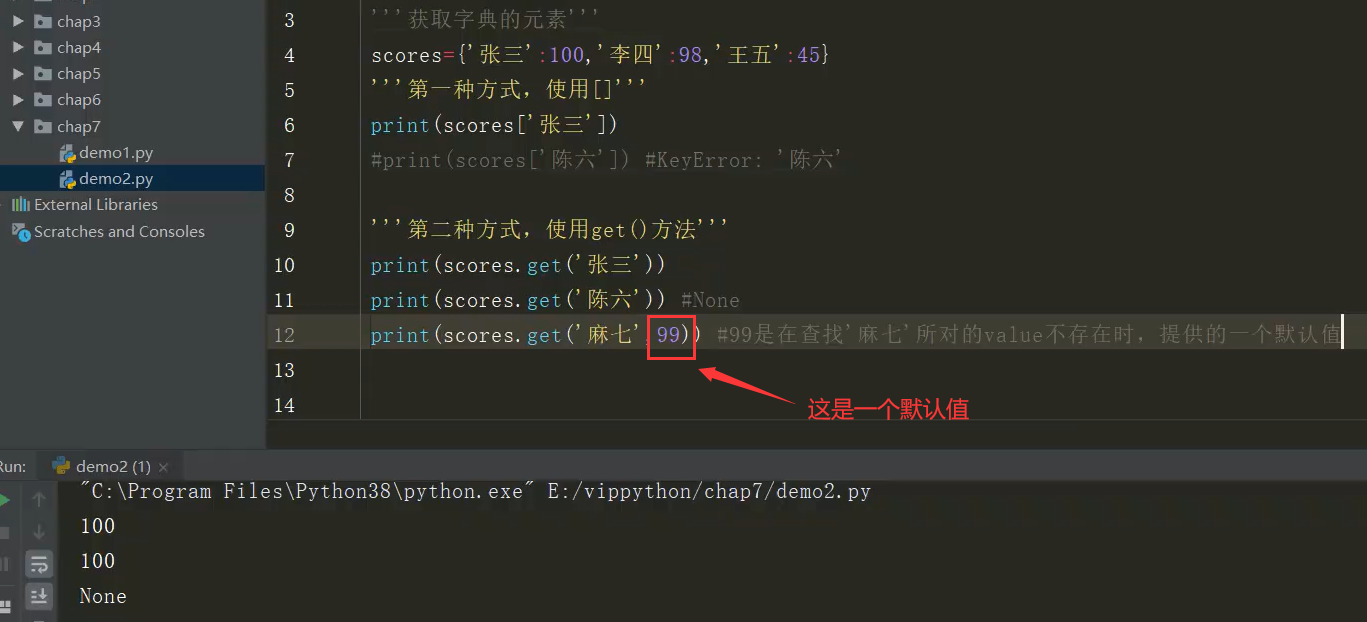 chap3
chap4
chap5
chap6
chap7
demo1.py
demo2.py
External Libraries
Scratches and Consoles
3 '''获取字典的元素'''
4 scores={'张三':100,'李四':98,'王五':45}
5 '''第一种方式，使用[]'''
6 print(scores['张三'])
7 #print(scores['陈六']) #KeyError: '陈六'
8
9 '''第二种方式，使用get()方法'''
10 print(scores.get('张三'))
11 print(scores.get('陈六')) #None
12 print(scores.get('麻七',99)) #99是在查找'麻七'所对的value不存在时，提供的一个默认值
13
14
这是一个默认值
Run: demo2 (1) ×
"C:\Program Files\Python38\python.exe" E:/vippython/chap7/demo2.py
100
100
None